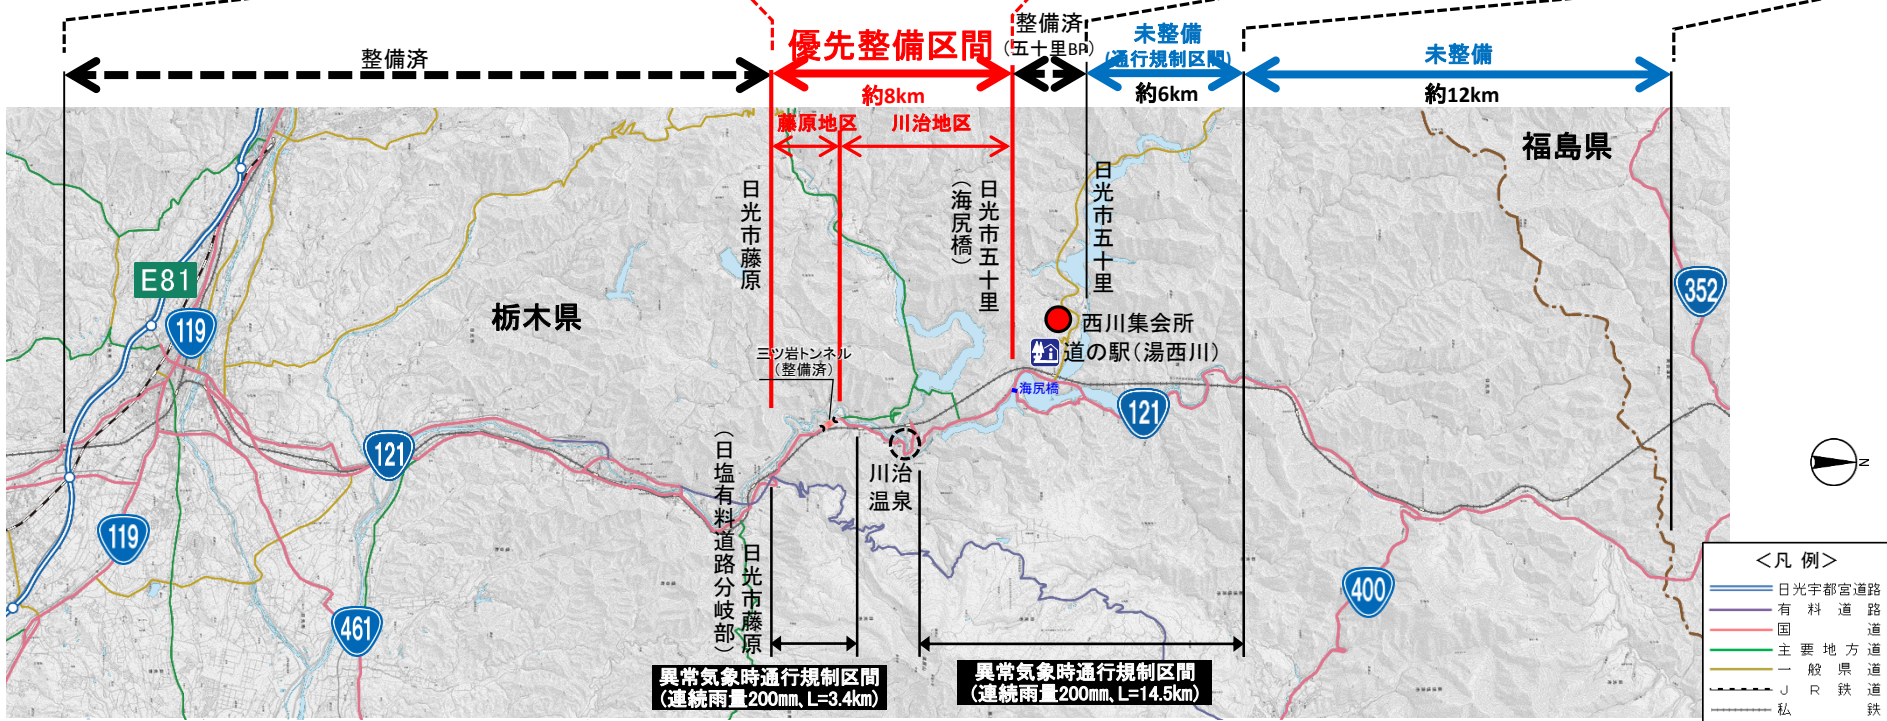 整備済
優先整備区間
約8km
藤原地区
川治地区
整備済
(五十里BP)
未整備
(通行規制区間)
約6km
未整備
約12km
福島県
栃木県
E81
119
352
日光市藤原
日光市五十里
(海尻橋)
日光市五十里
西川集会所
道の駅(湯西川)
三ツ岩トンネル
(整備済)
海尻橋
121
121
川治
温泉
119
461
400
日光市藤原
(日塩有料道路分岐部)
異常気象時通行規制区間
(連続雨量200mm、L=3.4km)
異常気象時通行規制区間
(連続雨量200mm、L=14.5km)
N
<凡 例>
日光宇都宮道路
有料道路
国道
主要地方道
一般県道
JR鉄道
私鉄